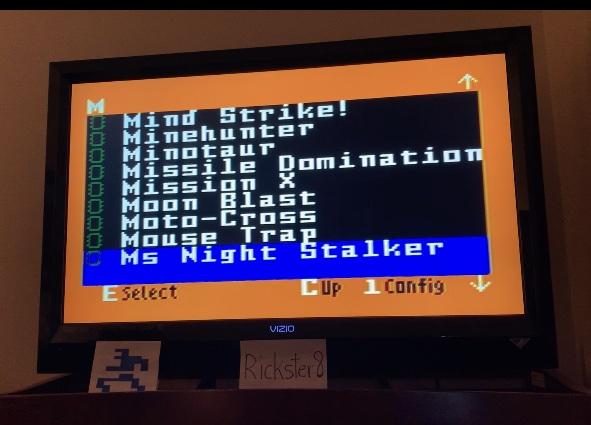 M
Mind Strike!
Minehunter
Minotaur
Missile Domination
Mission X
Moon Blast
Moto-Cross
Mouse Trap
Ms Night Stalker
E Select C Up 1 Config
VIZIO
Rickster8